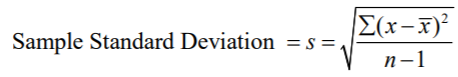 Sample Standard Deviation = s = √(Σ(x − x̄)² / (n − 1))